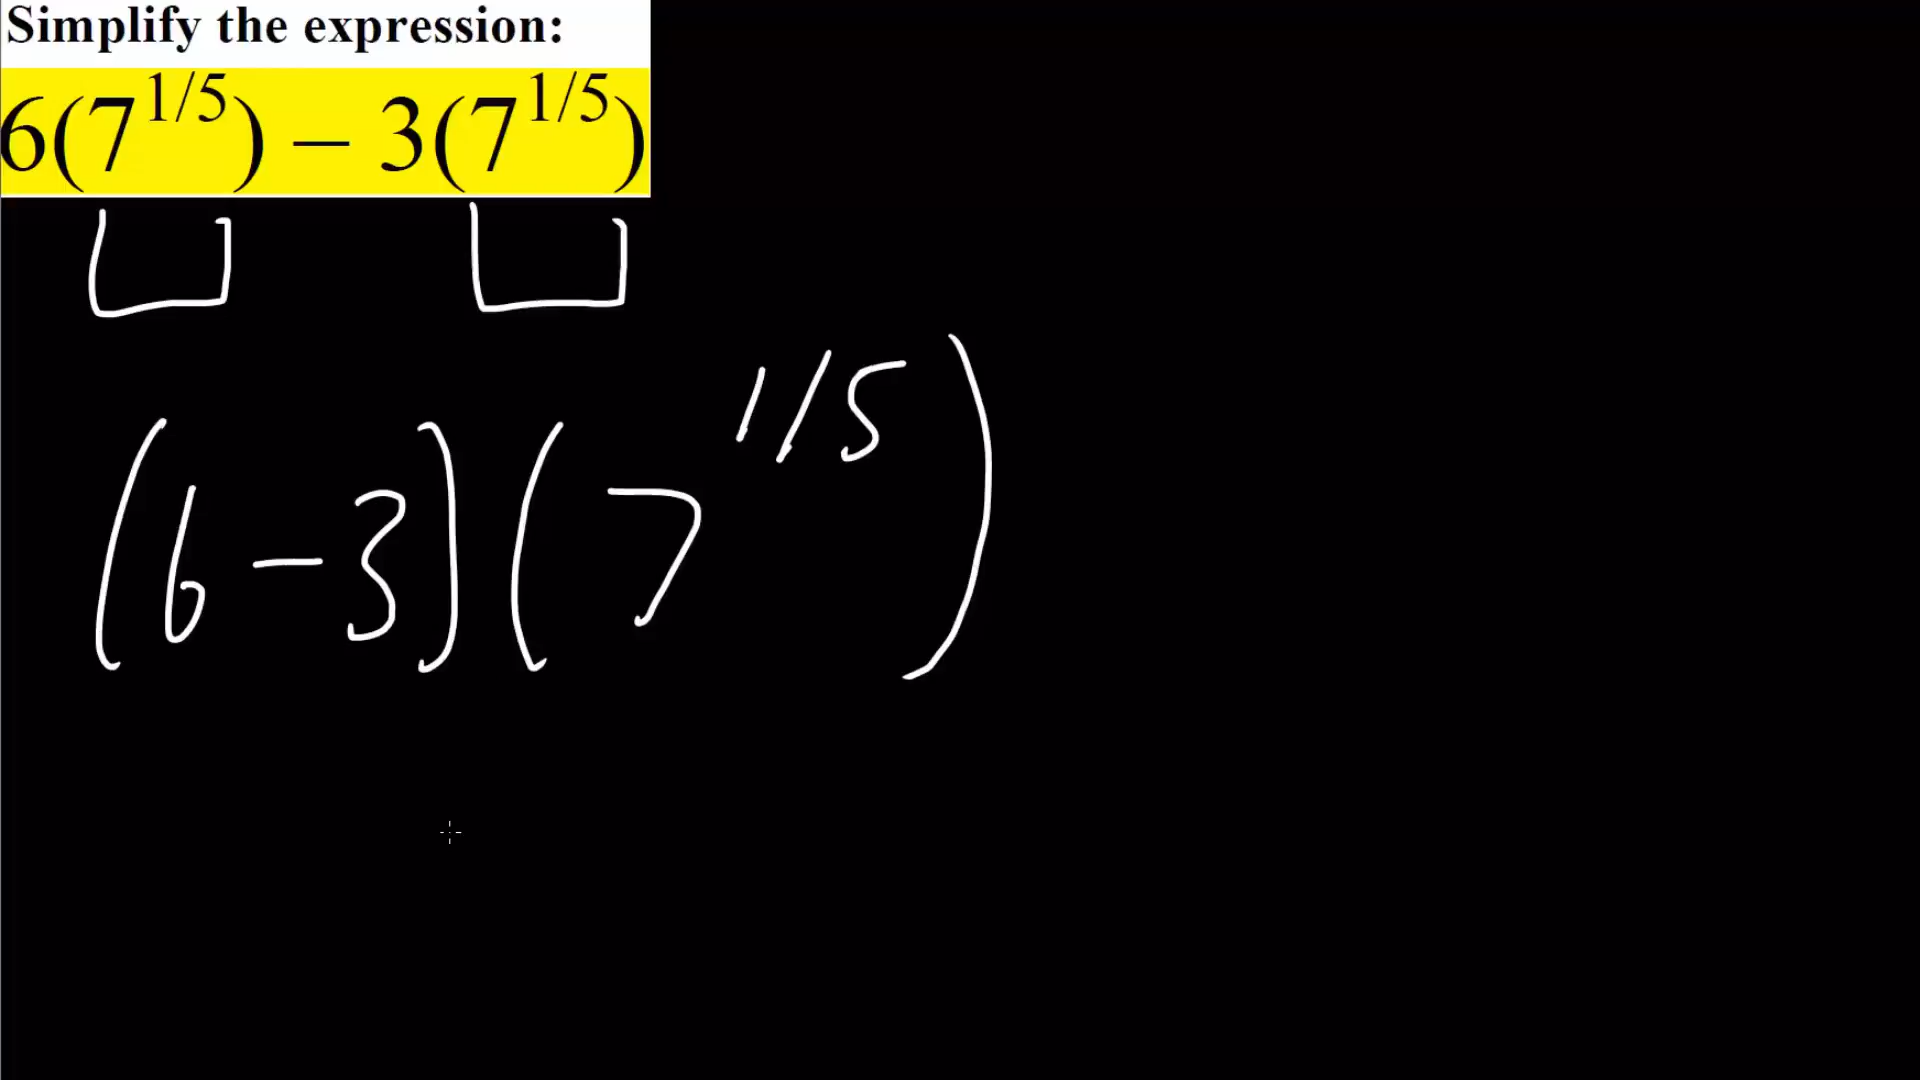 Simplify the expression:
6(7^{1/5}) – 3(7^{1/5})
(6-3)(7^{1/5})